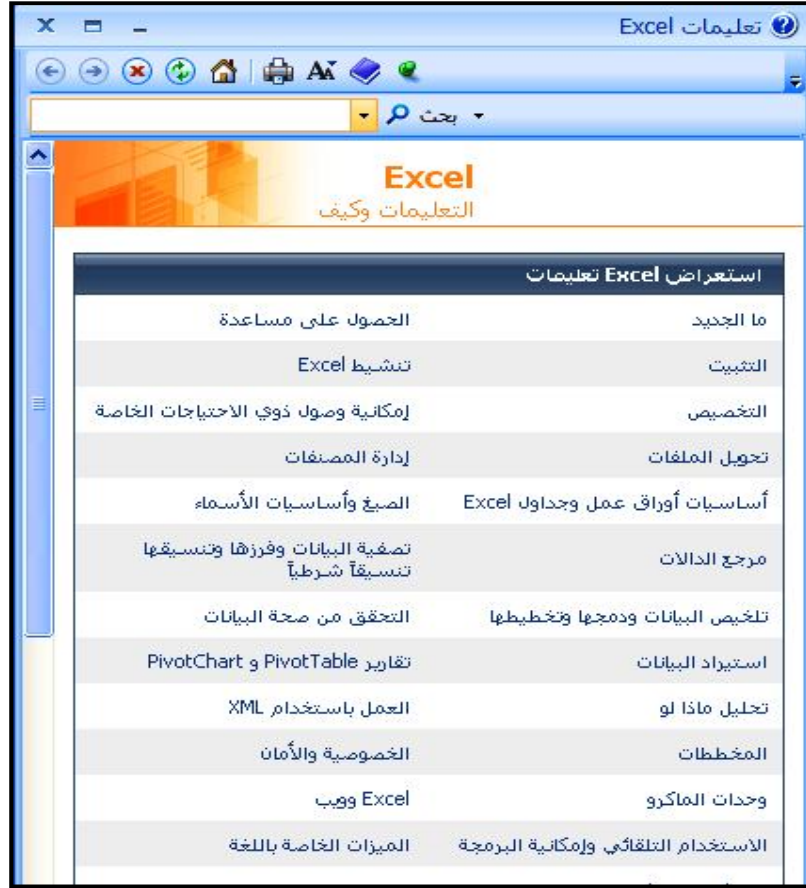 تعليمات Excel
بحث
Excel
التعليمات وكيف
استعراض Excel تعليمات
ما الجديد
الحصول على مساعدة
التثبيت
تنشيط Excel
التخصيص
إمكانية وصول ذوي الاحتياجات الخاصة
تحويل الملفات
إدارة المصنفات
أساسيات أوراق عمل وجداول Excel
الصيغ وأساسيات الأسماء
مرجع الدالات
تصفية البيانات وفرزها وتنسيقها
تنسيقاً شرطياً
تلخيص البيانات ودمجها وتخطيطها
التحقق من صحة البيانات
استيراد البيانات
تقارير PivotTable و PivotChart
تحليل ماذا لو
العمل باستخدام XML
المخططات
الخصوصية والأمان
وحدات الماكرو
Excel وويب
الاستخدام التلقائي وإمكانية البرمجة
الميزات الخاصة باللغة